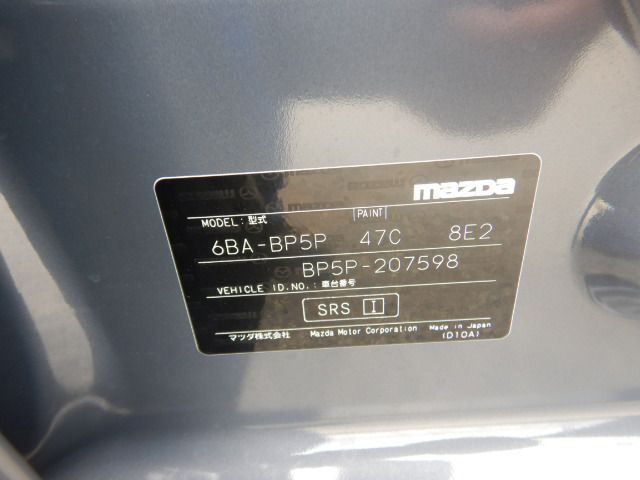 mazda
MODEL: 型式 PAINT
6BA-BP5P 47C 8E2
BP5P-207598
VEHICLE ID.NO.: 車台番号
SRS I
マツダ株式会社 Mazda Motor Corporation Made in Japan
(D10A)